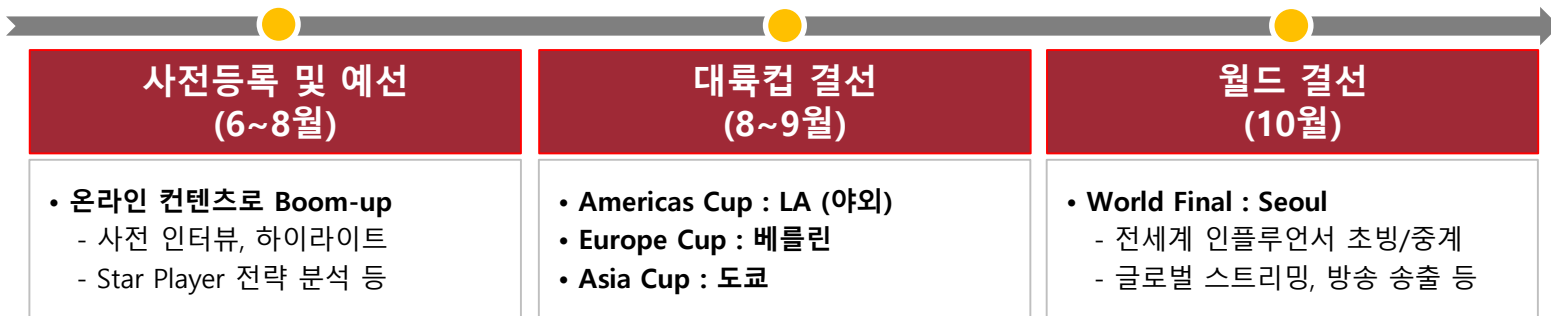 사전등록 및 예선
(6~8월)
• 온라인 컨텐츠로 Boom-up
- 사전 인터뷰, 하이라이트
- Star Player 전략 분석 등
대륙컵 결선
(8~9월)
• Americas Cup : LA (야외)
• Europe Cup : 베를린
• Asia Cup : 도쿄
월드 결선
(10월)
• World Final : Seoul
- 전세계 인플루언서 초빙/중계
- 글로벌 스트리밍, 방송 송출 등